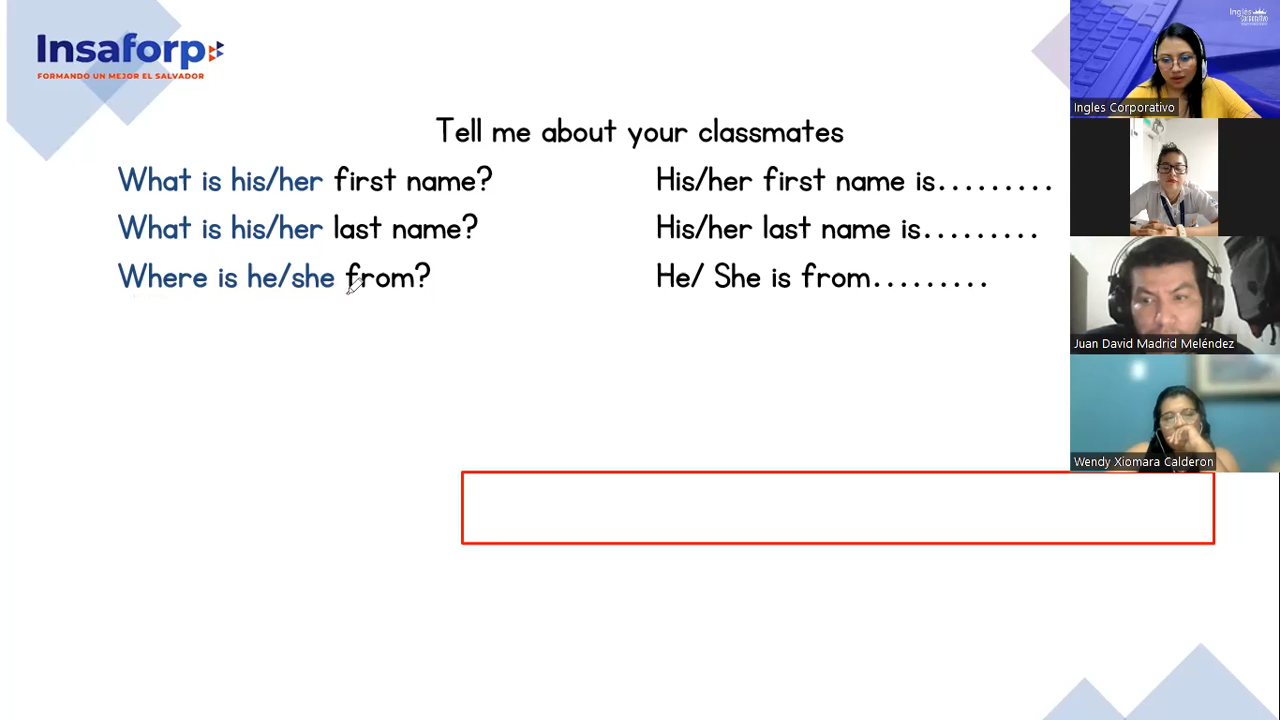 Insaforp
FORMANDO UN MEJOR EL SALVADOR
Tell me about your classmates
What is his/her first name?
His/her first name is.........
What is his/her last name?
His/her last name is.........
Where is he/she from?
He/ She is from.........
Inglés
Ingles Corporativo
Juan David Madrid Meléndez
Wendy Xiomara Calderon